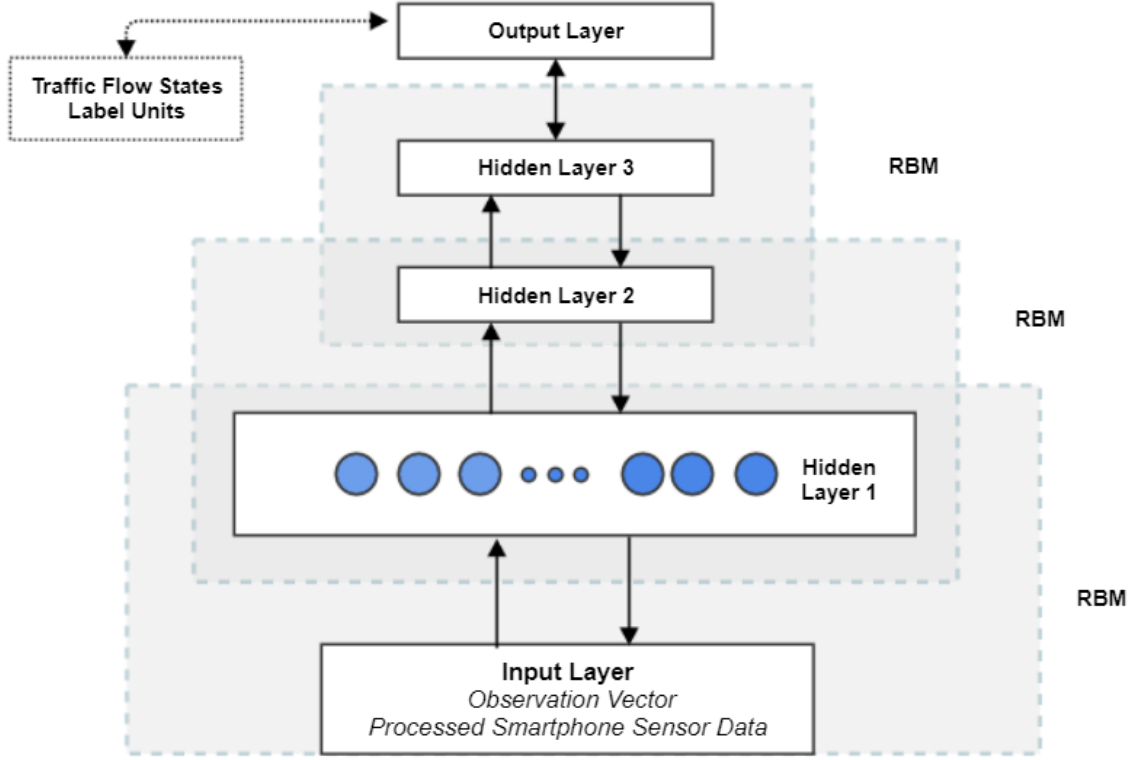 Output Layer
Traffic Flow States
Label Units
Hidden Layer 3
RBM
Hidden Layer 2
RBM
Hidden
Layer 1
RBM
Input Layer
Observation Vector
Processed Smartphone Sensor Data